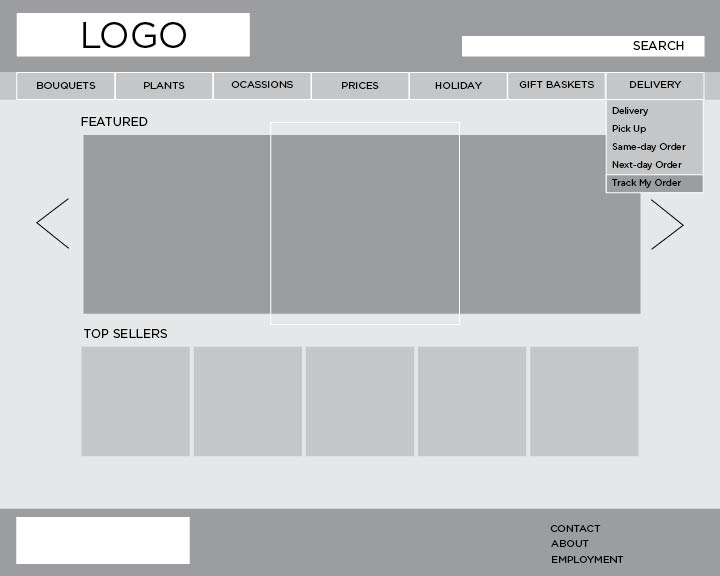 LOGO
SEARCH
BOUQUETS PLANTS OCASSIONS PRICES HOLIDAY GIFT BASKETS DELIVERY
Delivery
Pick Up
Same-day Order
Next-day Order
Track My Order
FEATURED
TOP SELLERS
CONTACT
ABOUT
EMPLOYMENT